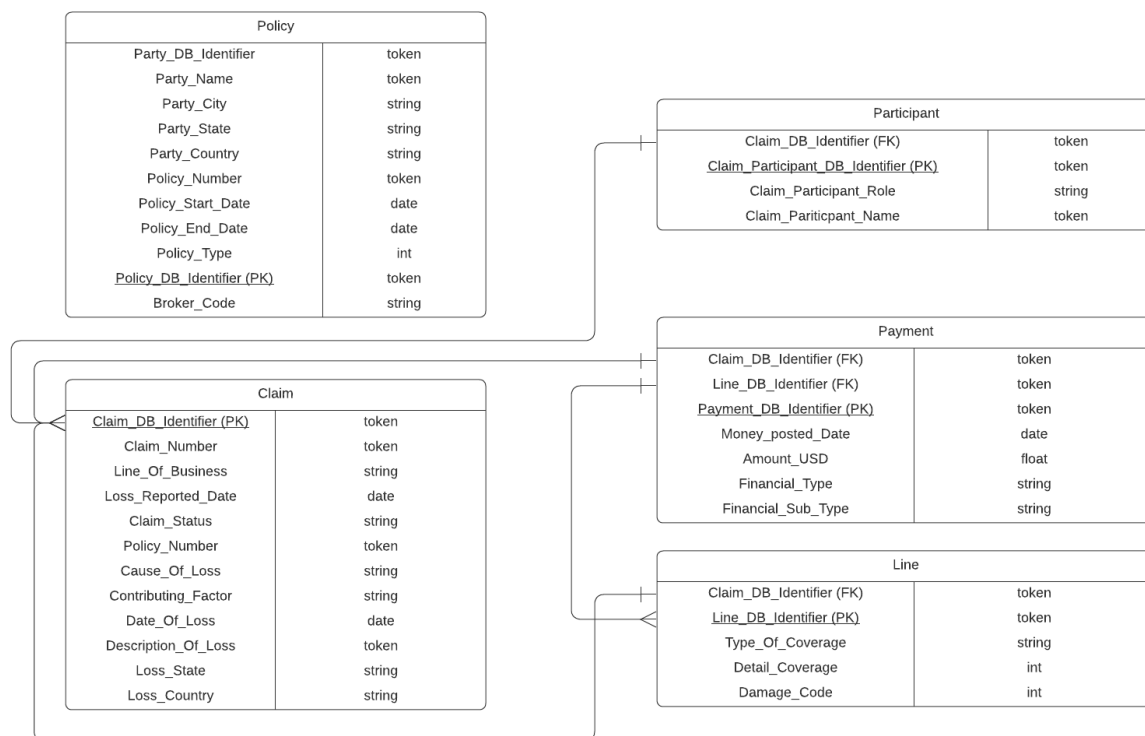 Policy
Party_DB_Identifier token
Party_Name token
Party_City string
Party_State string
Party_Country string
Policy_Number token
Policy_Start_Date date
Policy_End_Date date
Policy_Type int
Policy_DB_Identifier (PK) token
Broker_Code string
Participant
Claim_DB_Identifier (FK) token
Claim_Participant_DB_Identifier (PK) token
Claim_Participant_Role string
Claim_Pariticpant_Name token
Payment
Claim_DB_Identifier (FK) token
Line_DB_Identifier (FK) token
Payment_DB_Identifier (PK) token
Money_posted_Date date
Amount_USD float
Financial_Type string
Financial_Sub_Type string
Claim
Claim_DB_Identifier (PK) token
Claim_Number token
Line_Of_Business string
Loss_Reported_Date date
Claim_Status string
Policy_Number token
Cause_Of_Loss string
Contributing_Factor string
Date_Of_Loss date
Description_Of_Loss token
Loss_State string
Loss_Country string
Line
Claim_DB_Identifier (FK) token
Line_DB_Identifier (PK) token
Type_Of_Coverage string
Detail_Coverage int
Damage_Code int